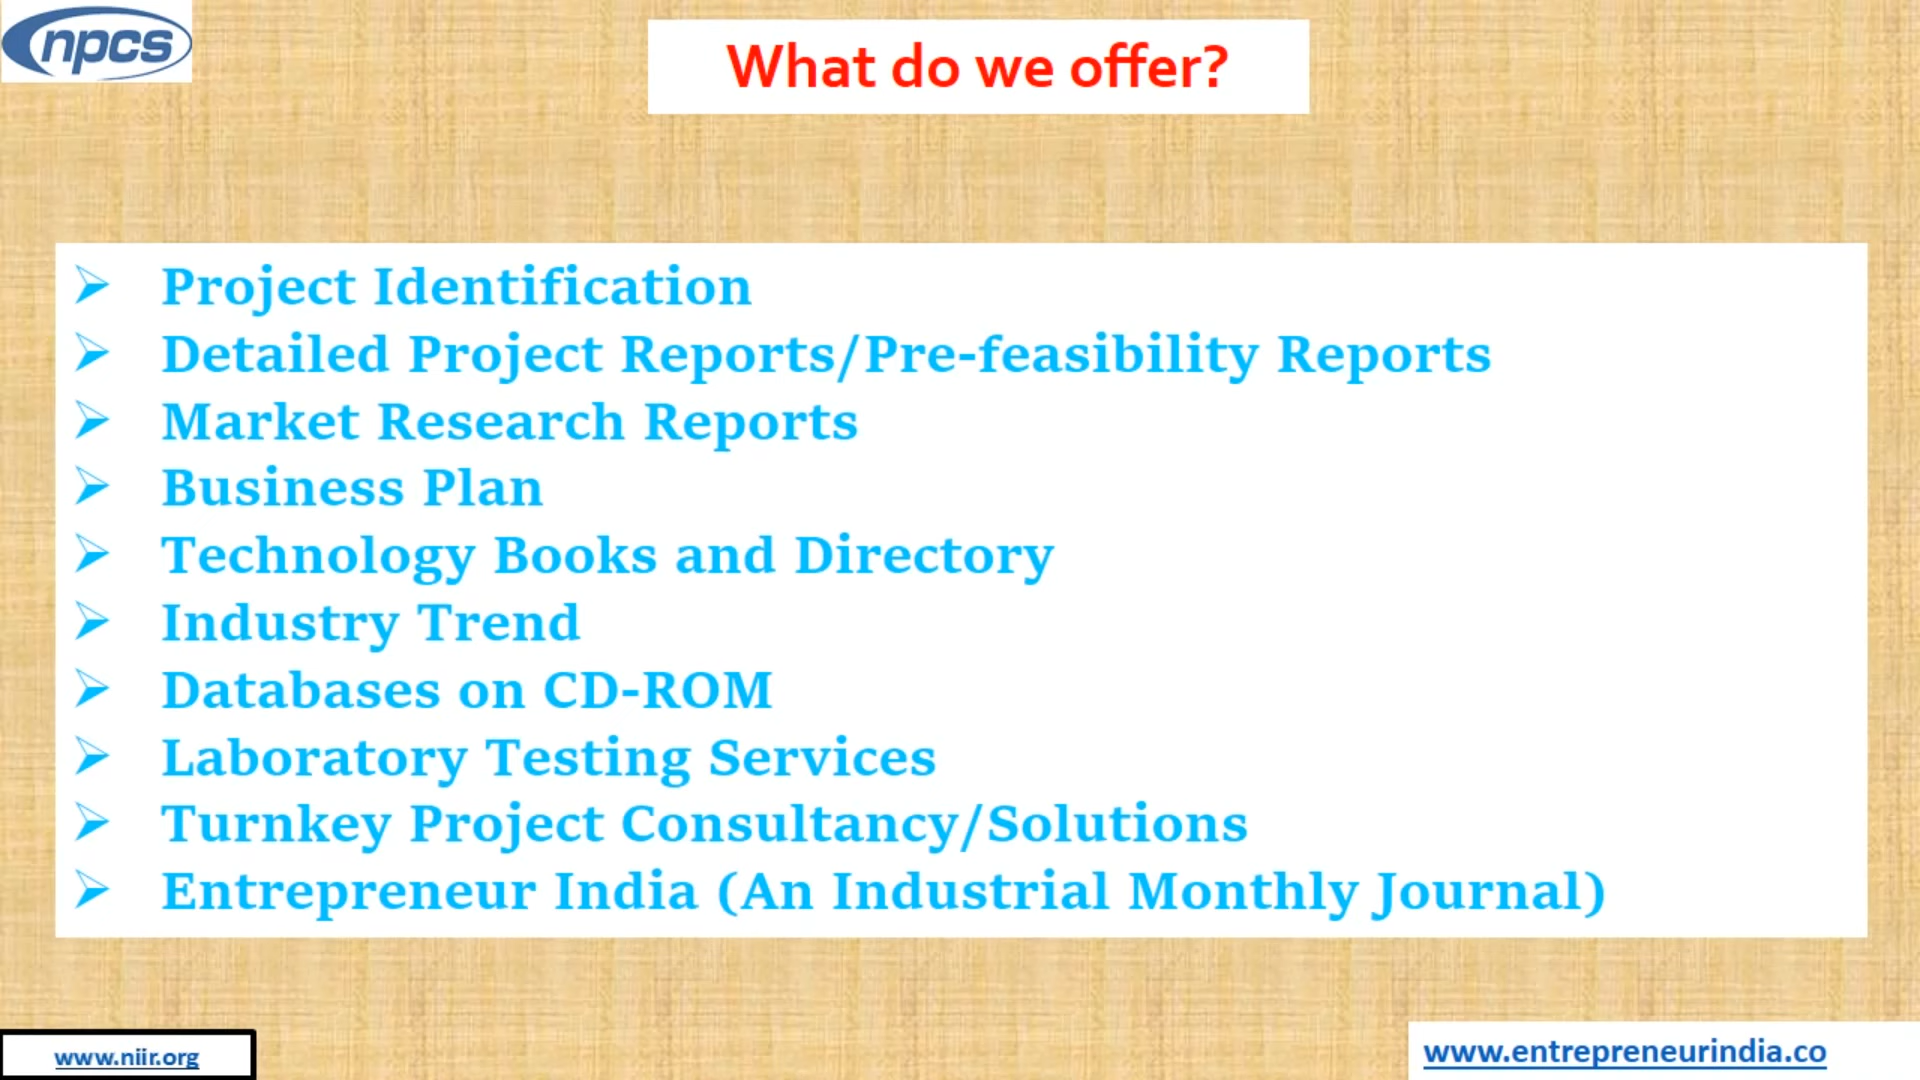 npcs
What do we offer?
Project Identification
Detailed Project Reports/Pre-feasibility Reports
Market Research Reports
Business Plan
Technology Books and Directory
Industry Trend
Databases on CD-ROM
Laboratory Testing Services
Turnkey Project Consultancy/Solutions
Entrepreneur India (An Industrial Monthly Journal)
www.niir.org
www.entrepreneurindia.co